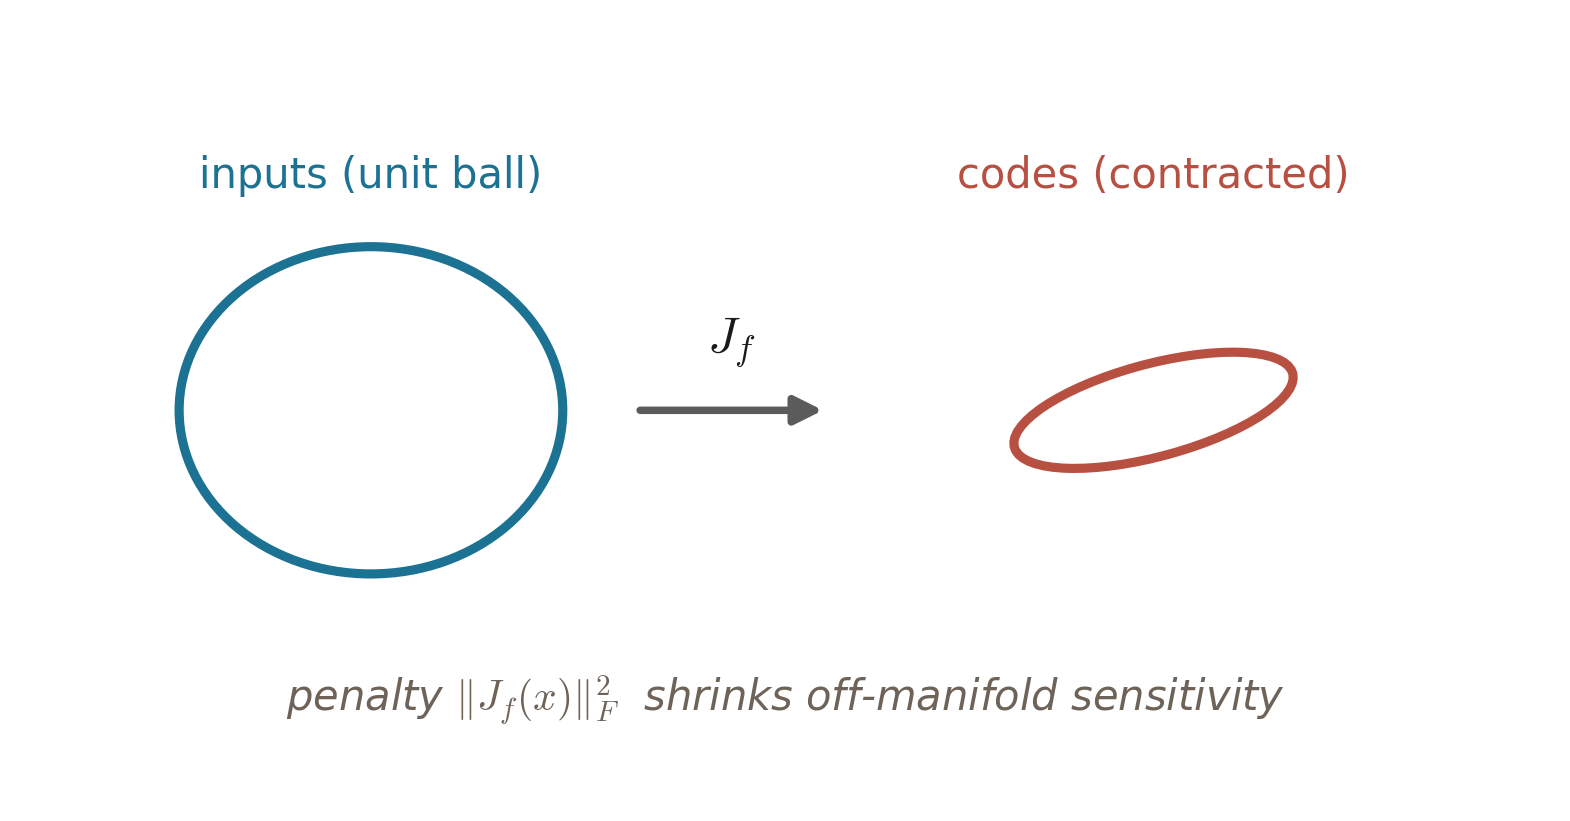 inputs (unit ball)
codes (contracted)
$J_f$
penalty $\|J_f(x)\|_F^2$ shrinks off-manifold sensitivity